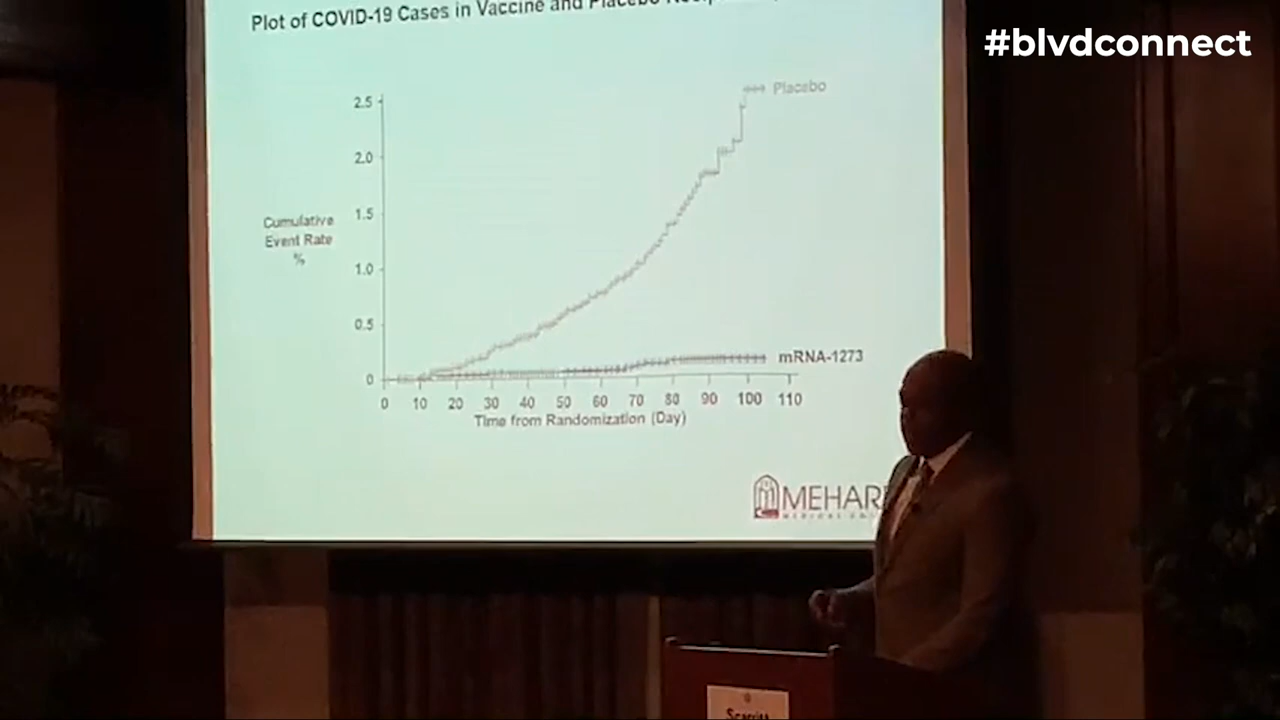 Plot of COVID-19 Cases in Vaccine and Placebo
#blvdconnect
2.5
Placebo
2.0
Cumulative
Event Rate
%
1.5
1.0
0.5
0
mRNA-1273
0 10 20 30 40 50 60 70 80 90 100 110
Time from Randomization (Day)
MEHAR
MEDICAL